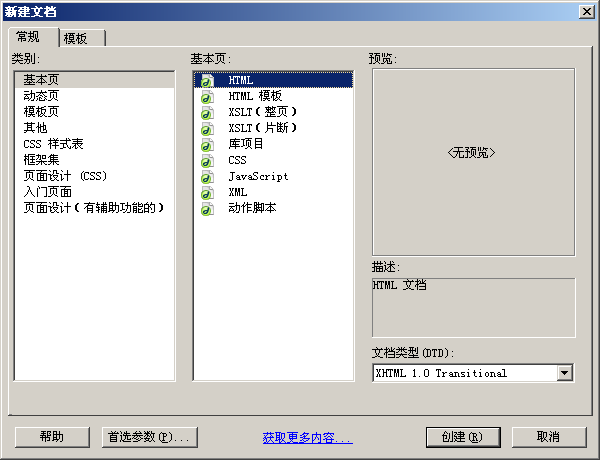 新建文档
常规 模板
类别:
基本页
动态页
模板页
其他
CSS 样式表
框架集
页面设计 (CSS)
入门页面
页面设计(有辅助功能的)
基本页:
HTML
HTML 模板
XSLT(整页)
XSLT(片断)
库项目
CSS
JavaScript
XML
动作脚本
预览:
<无预览>
描述:
HTML 文档
文档类型(DTD):
XHTML 1.0 Transitional
帮助 首选参数(P)... 获取更多内容... 创建(R) 取消